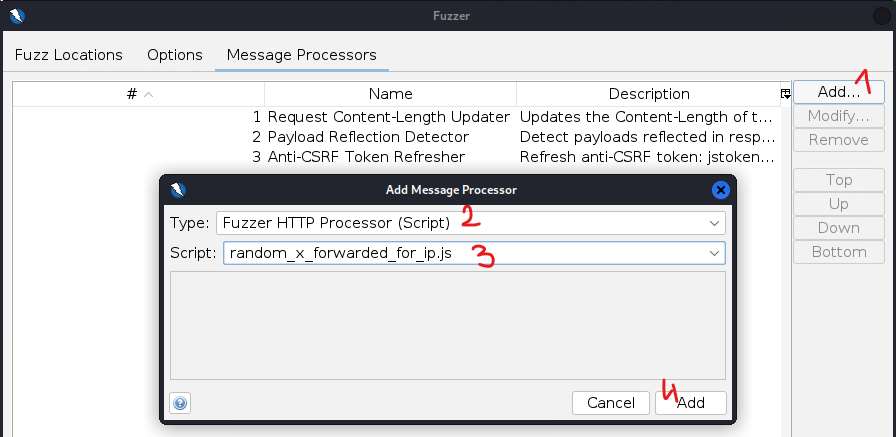 Fuzzer
Fuzz Locations Options Message Processors
# Name Description
Add... 1
1 Request Content-Length Updater Updates the Content-Length of t...
Modify...
2 Payload Reflection Detector Detect payloads reflected in resp...
Remove
3 Anti-CSRF Token Refresher Refresh anti-CSRF token: jstoken...
Top
Up
Down
Bottom
Add Message Processor
Type: Fuzzer HTTP Processor (Script) 2
Script: random_x_forwarded_for_ip.js 3
?
Cancel 4 Add